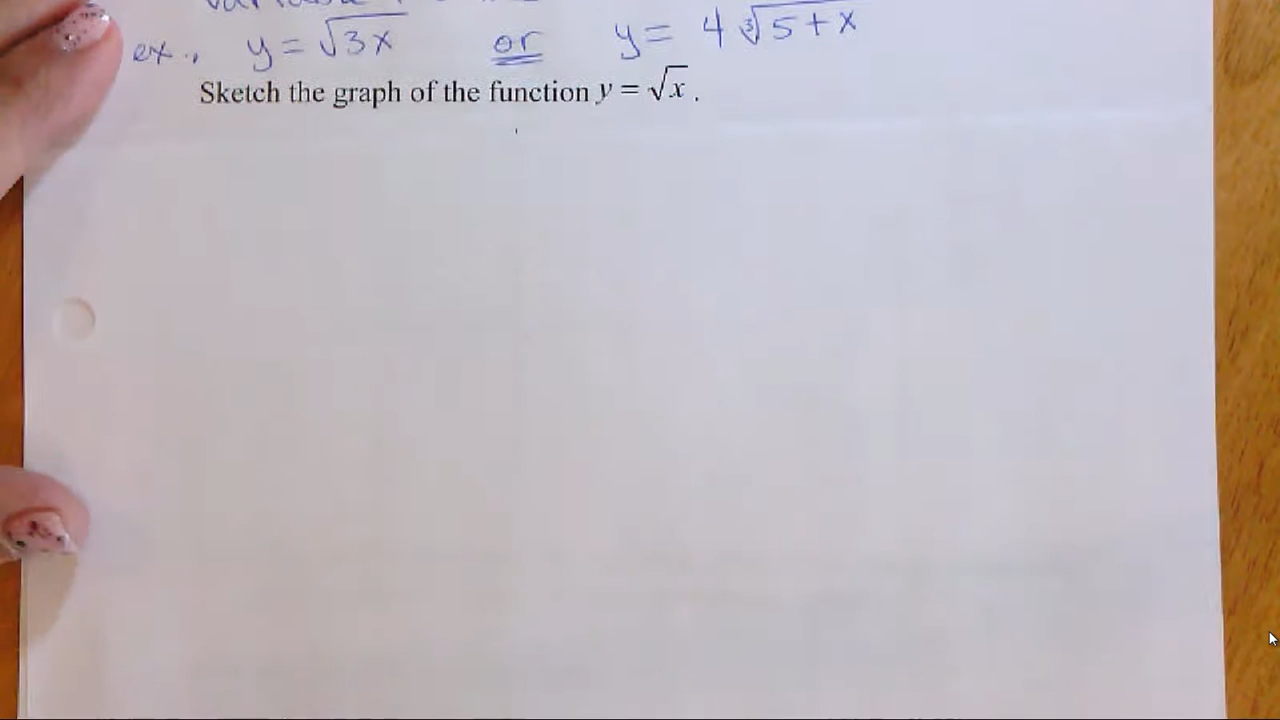 ex., y = √3x or y = 4 ∛5+x
Sketch the graph of the function y = √x .